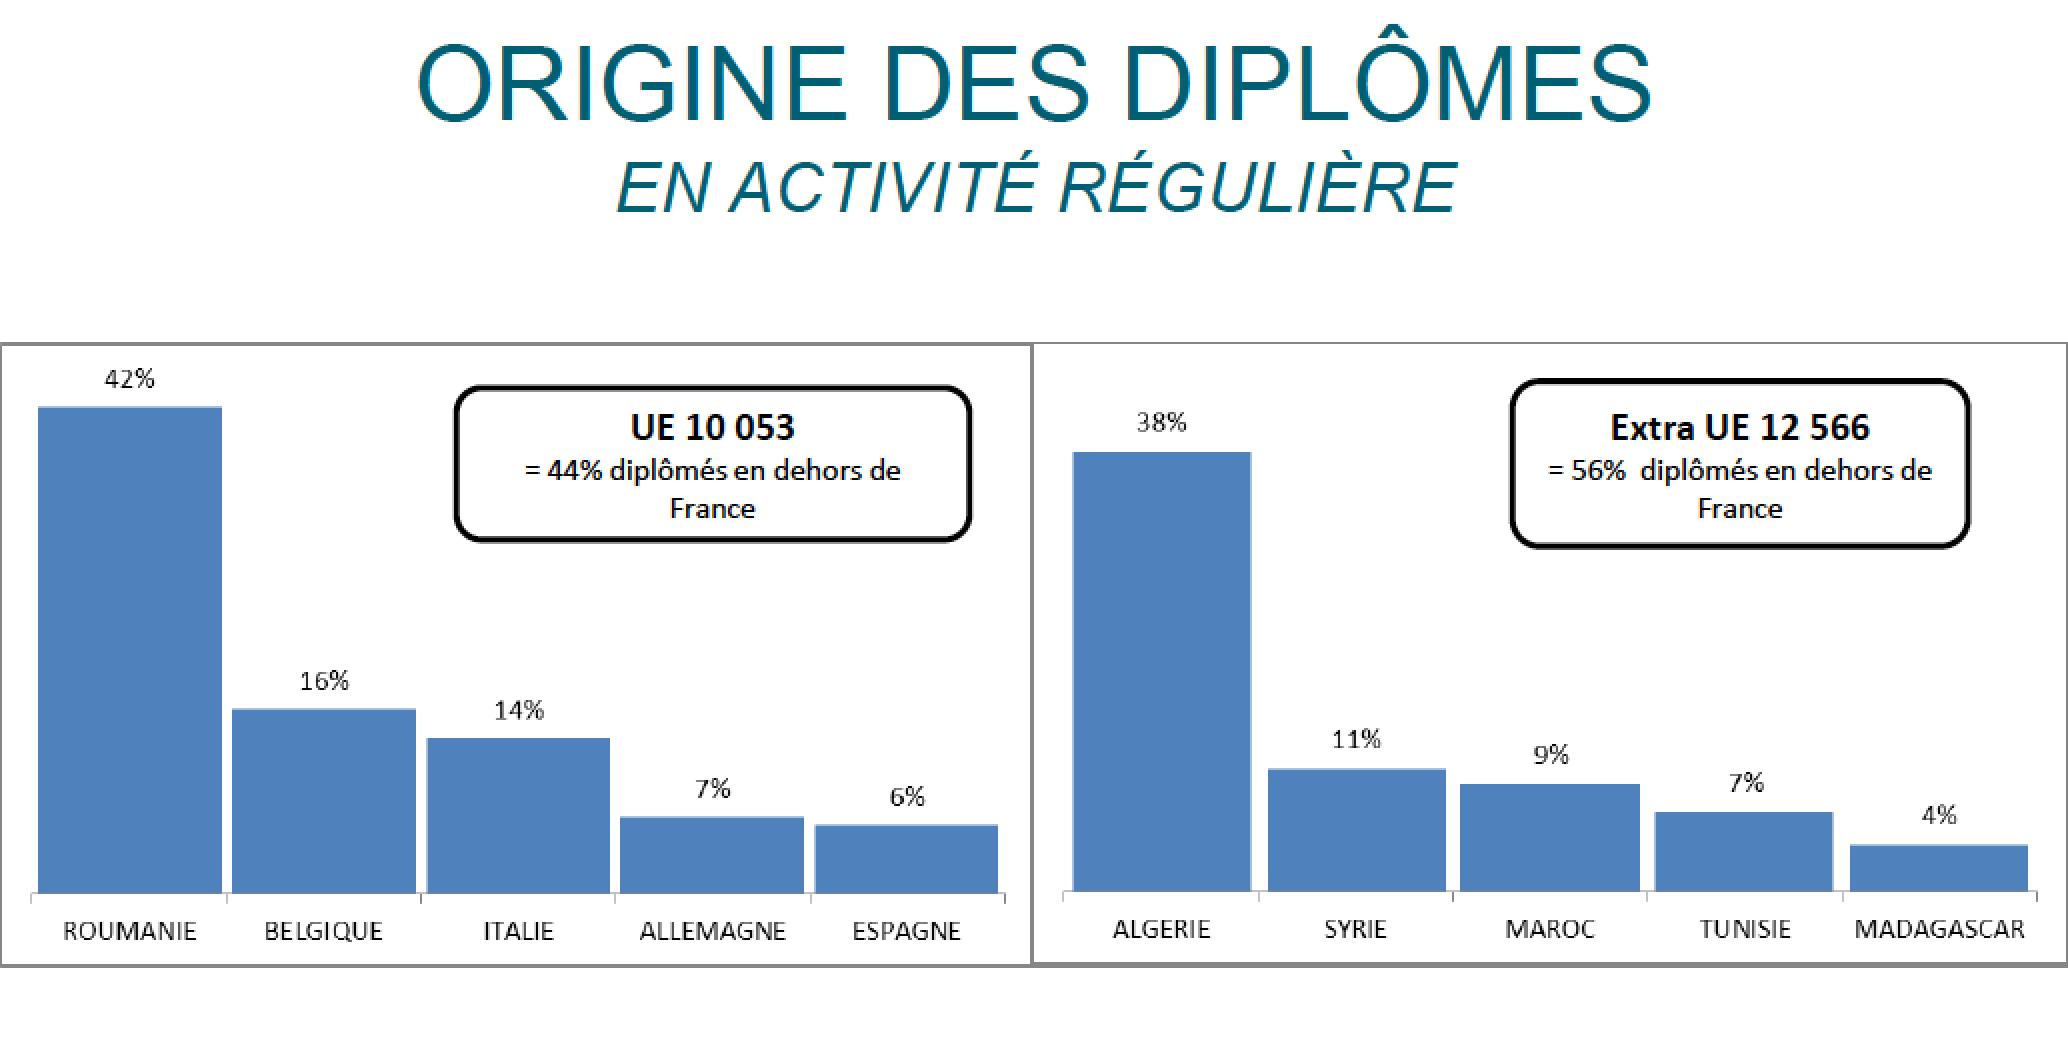 ORIGINE DES DIPLÔMES
EN ACTIVITÉ RÉGULIÈRE
42%
UE 10 053
= 44% diplômés en dehors de
France
16%
14%
7%
6%
ROUMANIE
BELGIQUE
ITALIE
ALLEMAGNE
ESPAGNE
38%
Extra UE 12 566
= 56% diplômés en dehors de
France
11%
9%
7%
4%
ALGERIE
SYRIE
MAROC
TUNISIE
MADAGASCAR